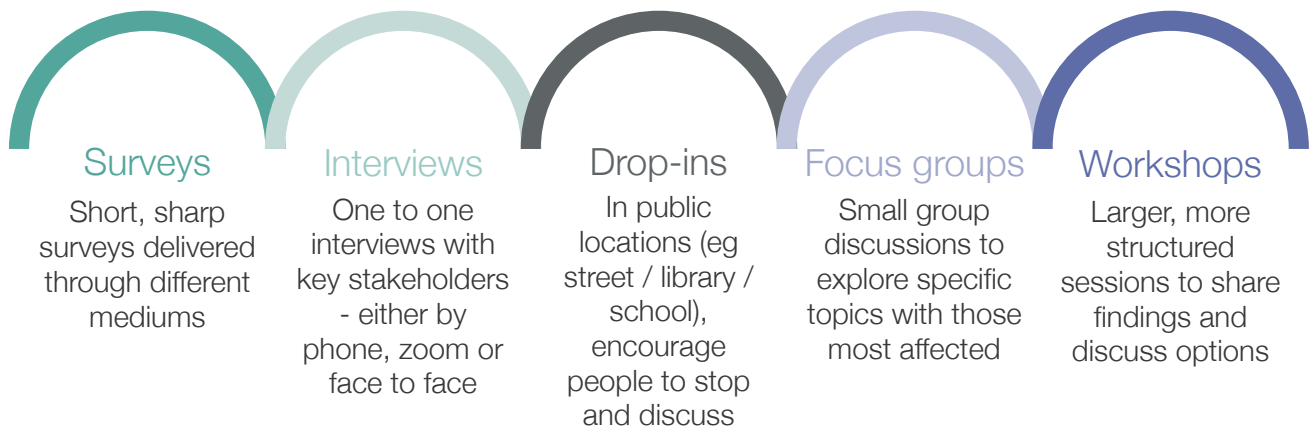 Surveys
Short, sharp
surveys delivered
through different
mediums
Interviews
One to one
interviews with
key stakeholders
- either by
phone, zoom or
face to face
Drop-ins
In public
locations (eg
street / library /
school),
encourage
people to stop
and discuss
Focus groups
Small group
discussions to
explore specific
topics with those
most affected
Workshops
Larger, more
structured
sessions to share
findings and
discuss options